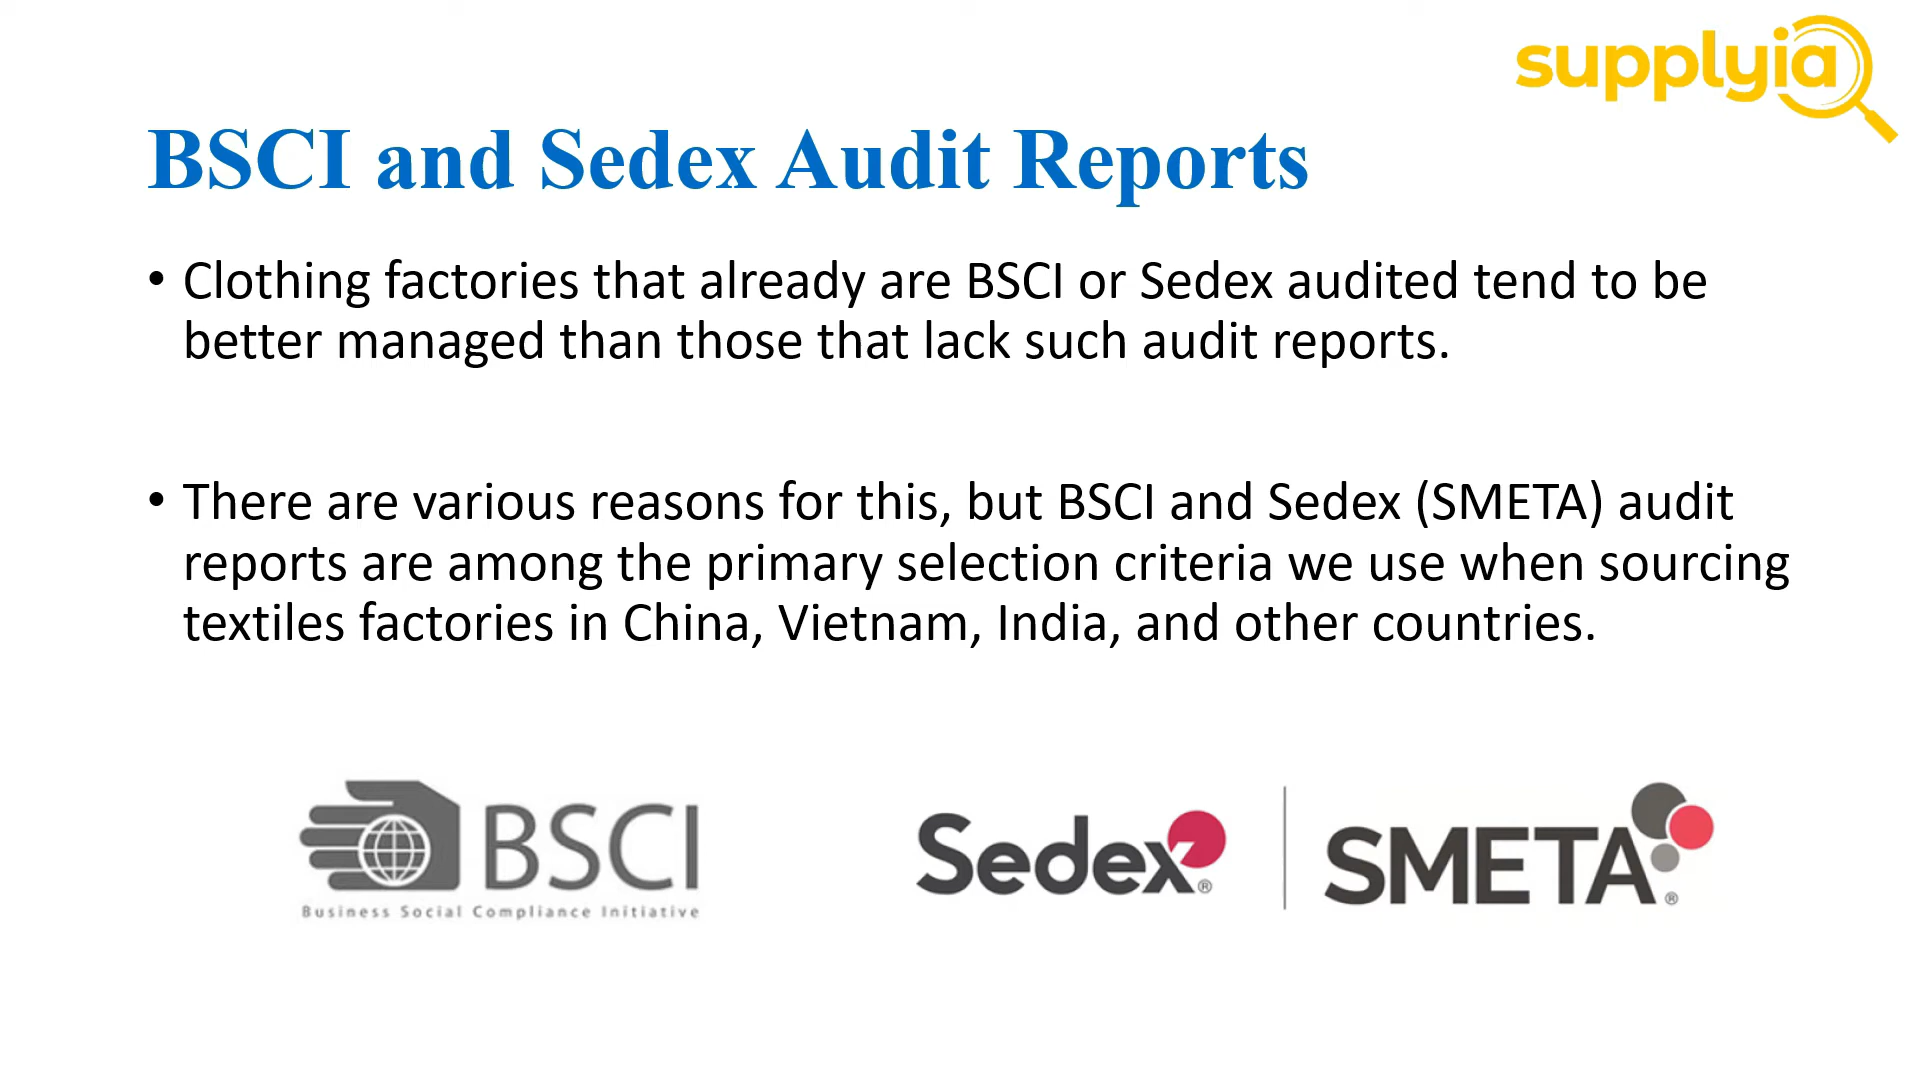 supplyia
BSCI and Sedex Audit Reports
• Clothing factories that already are BSCI or Sedex audited tend to be
better managed than those that lack such audit reports.
• There are various reasons for this, but BSCI and Sedex (SMETA) audit
reports are among the primary selection criteria we use when sourcing
textiles factories in China, Vietnam, India, and other countries.
BSCI
Business Social Compliance Initiative
Sedex®
SMETA®